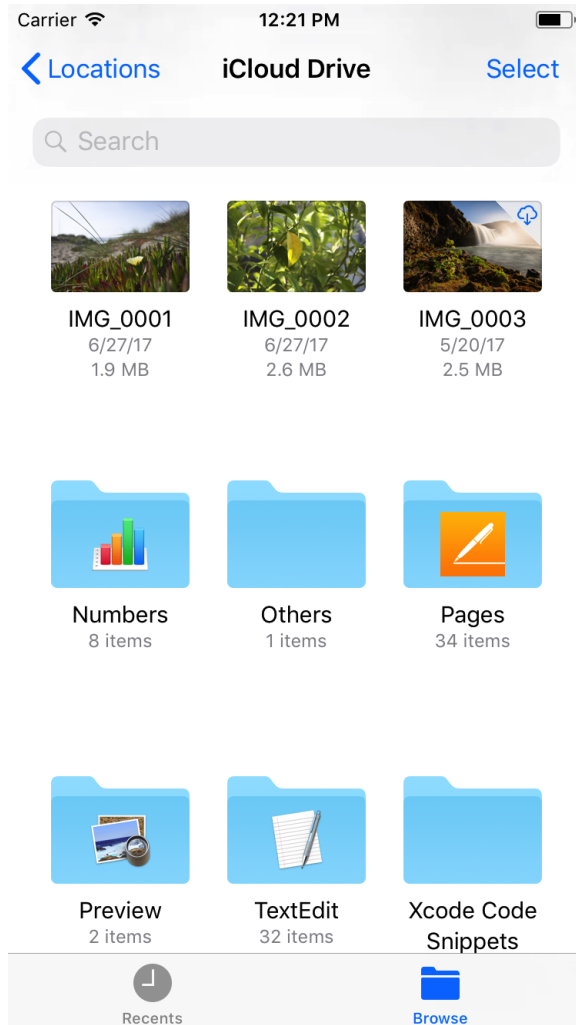 Carrier 12:21 PM
Locations iCloud Drive Select
Search
IMG_0001 IMG_0002 IMG_0003
6/27/17 6/27/17 5/20/17
1.9 MB 2.6 MB 2.5 MB
Numbers Others Pages
8 items 1 items 34 items
Preview TextEdit Xcode Code
2 items 32 items Snippets
Recents Browse